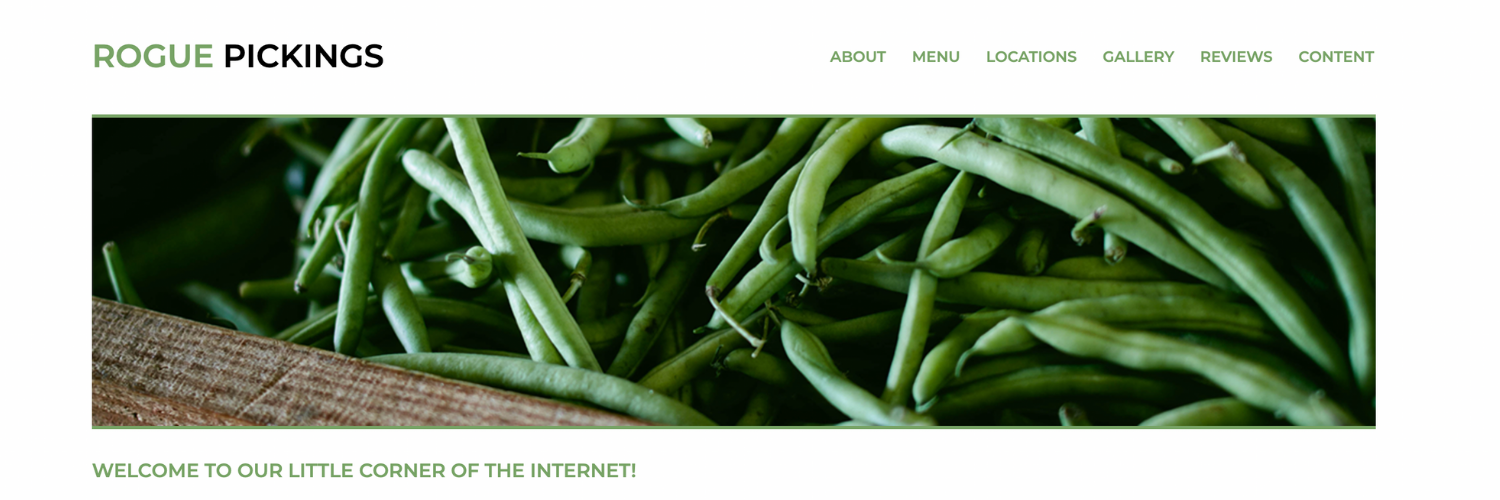 ROGUE PICKINGS
ABOUT MENU LOCATIONS GALLERY REVIEWS CONTENT
WELCOME TO OUR LITTLE CORNER OF THE INTERNET!